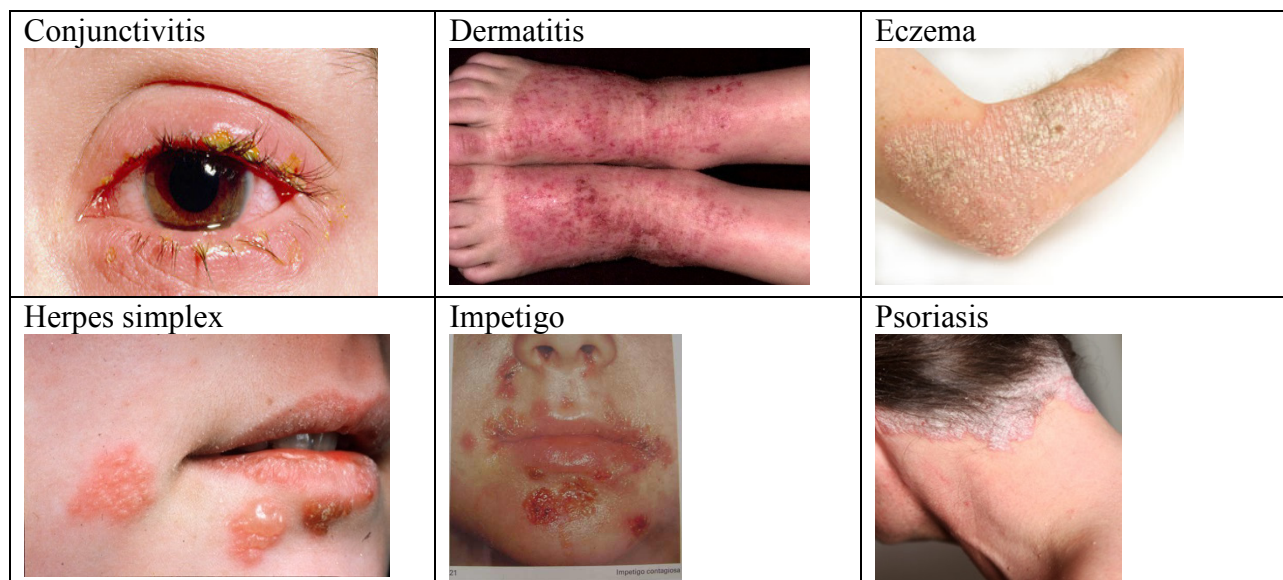 Conjunctivitis
Dermatitis
Eczema
Herpes simplex
Impetigo
Psoriasis
21
Impetigo contagiosa